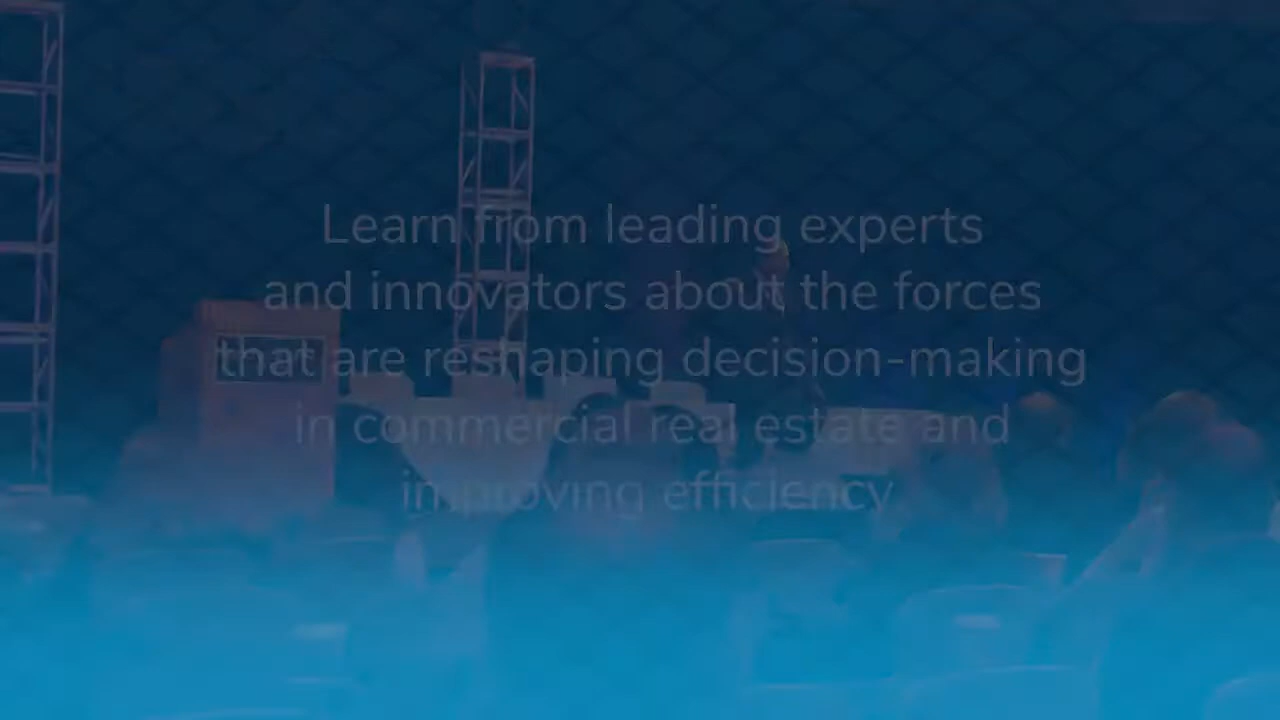 Learn from leading experts
and innovators about the forces
that are reshaping decision-making
in commercial real estate and
improving efficiency